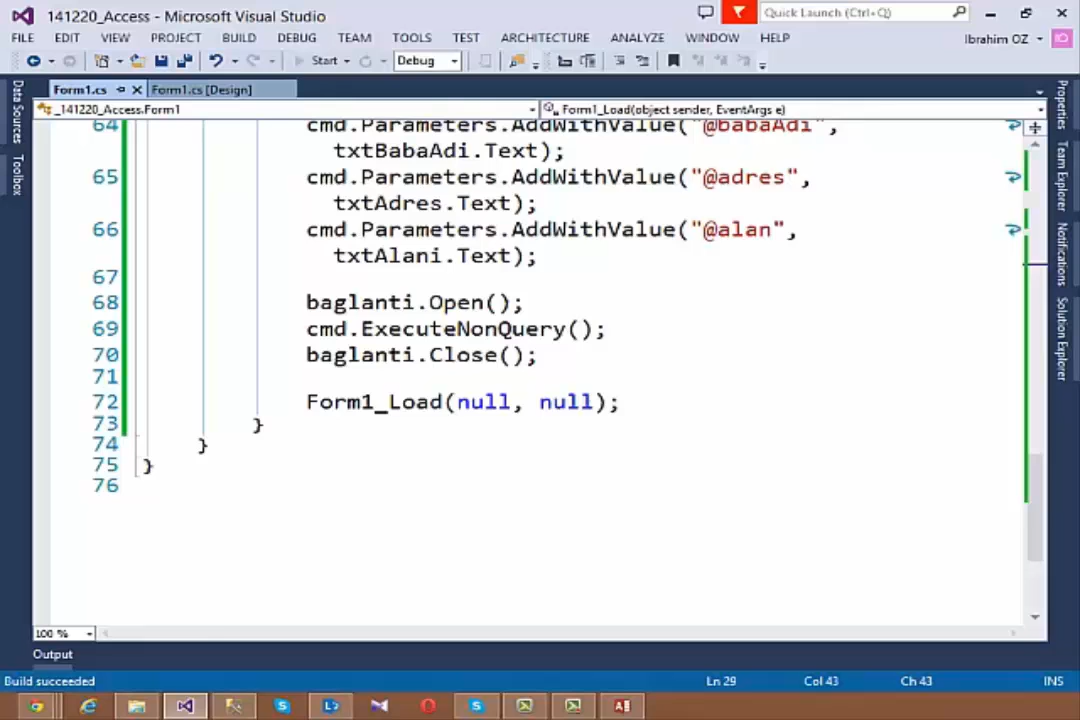 141220_Access - Microsoft Visual Studio
Quick Launch (Ctrl+Q)
FILE EDIT VIEW PROJECT BUILD DEBUG TEAM TOOLS TEST ARCHITECTURE ANALYZE WINDOW HELP
Ibrahim OZ
IO
Start
Debug
Form1.cs
Form1.cs [Design]
_141220_Access.Form1
Form1_Load(object sender, EventArgs e)
Data Sources
Toolbox
Properties
Team Explorer
Notifications
Solution Explorer
64 cmd.Parameters.AddWithValue("@babaAdi",
txtBabaAdi.Text);
65 cmd.Parameters.AddWithValue("@adres",
txtAdres.Text);
66 cmd.Parameters.AddWithValue("@alan",
txtAlani.Text);
67
68 baglanti.Open();
69 cmd.ExecuteNonQuery();
70 baglanti.Close();
71
72 Form1_Load(null, null);
73 }
74 }
75 }
76
100 %
Output
Build succeeded
Ln 29 Col 43 Ch 43 INS